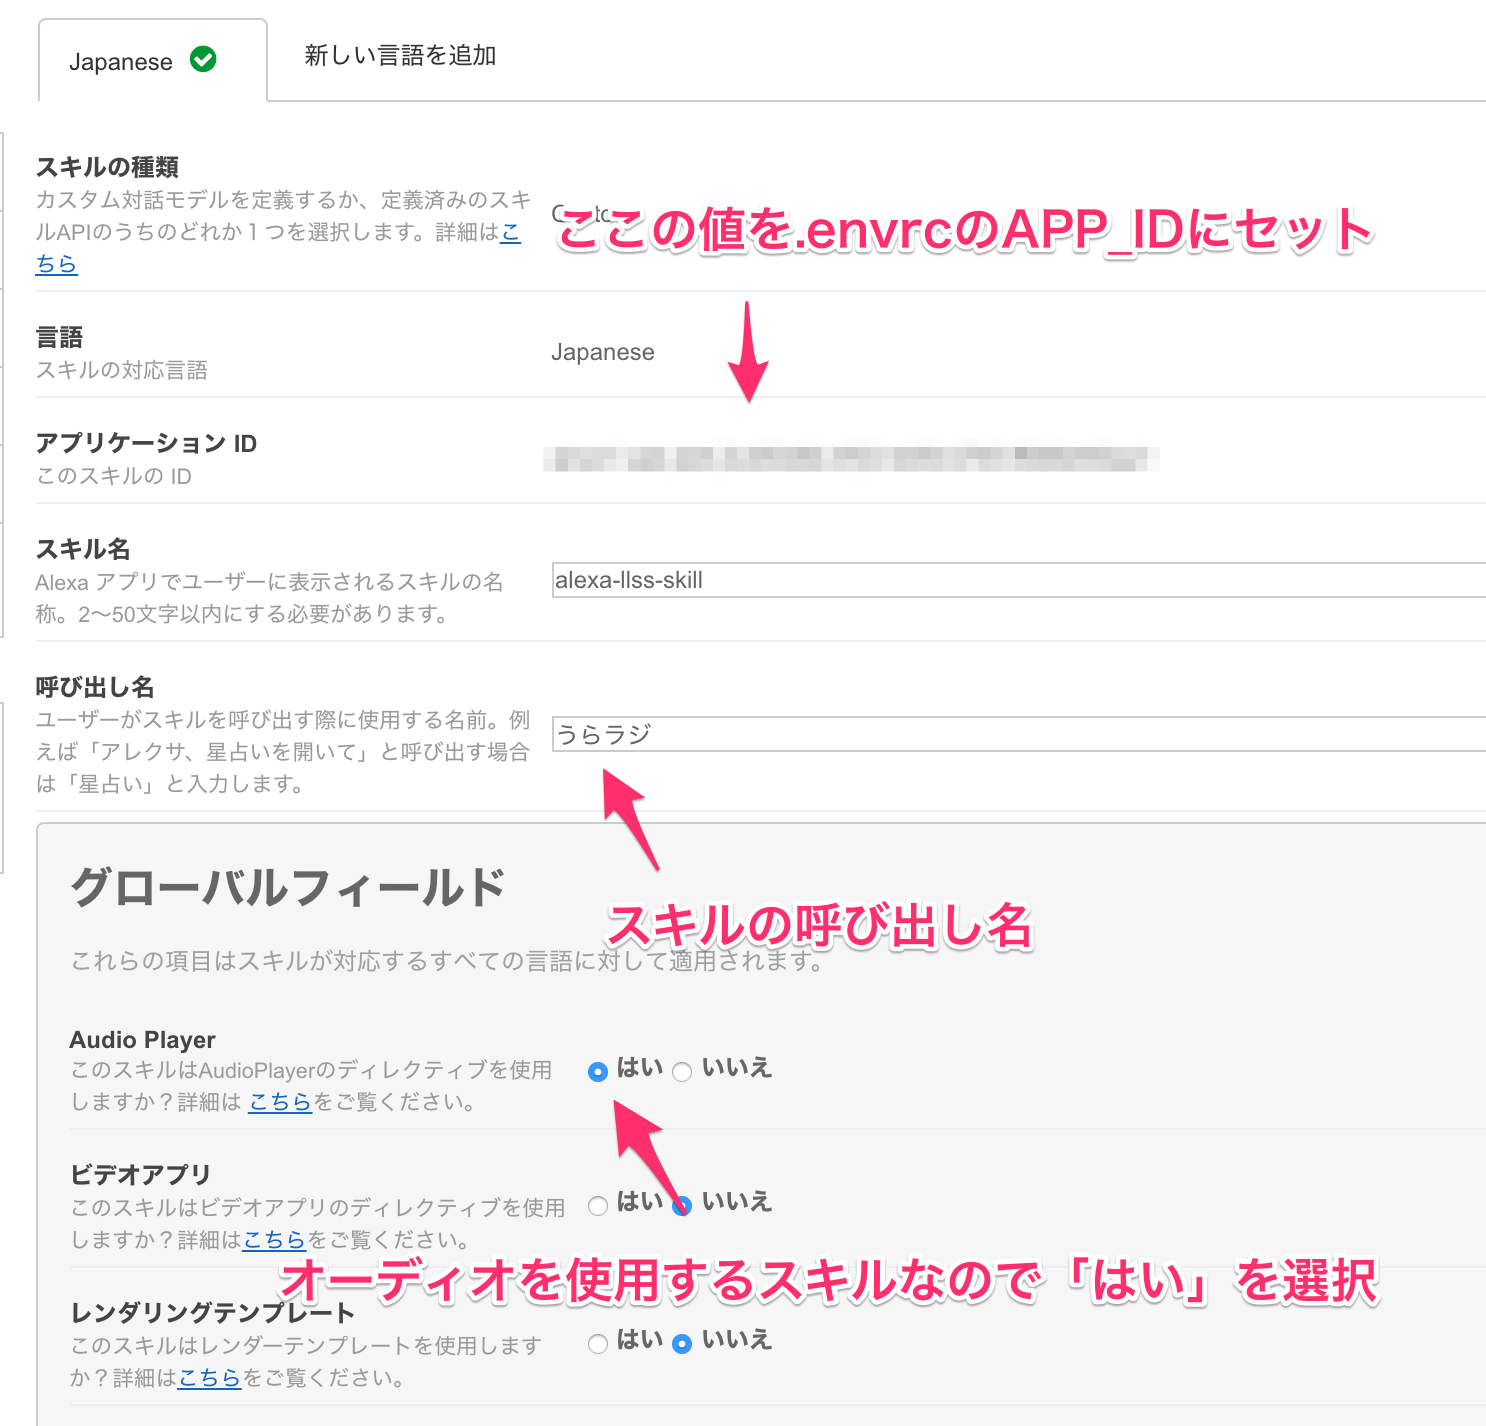 Japanese
新しい言語を追加
スキルの種類
カスタム対話モデルを定義するか、定義済みのスキ
ルAPIのうちのどれか１つを選択します。詳細はこ
ちら
ここの値を.envrcのAPP_IDにセット
言語
スキルの対応言語
Japanese
アプリケーション ID
このスキルの ID
スキル名
Alexa アプリでユーザーに表示されるスキルの名
称。2〜50文字以内にする必要があります。
alexa-llss-skill
呼び出し名
ユーザーがスキルを呼び出す際に使用する名前。例
えば「アレクサ、星占いを開いて」と呼び出す場合
は「星占い」と入力します。
うらラジ
スキルの呼び出し名
グローバルフィールド
これらの項目はスキルが対応するすべての言語に対して適用されます。
Audio Player
このスキルはAudioPlayerのディレクティブを使用
しますか？詳細は こちらをご覧ください。
はい いいえ
ビデオアプリ
このスキルはビデオアプリのディレクティブを使用
しますか？詳細はこちらをご覧ください。
はい いいえ
オーディオを使用するスキルなので「はい」を選択
レンダリングテンプレート
このスキルはレンダーテンプレートを使用します
か？詳細はこちらをご覧ください。
はい いいえ